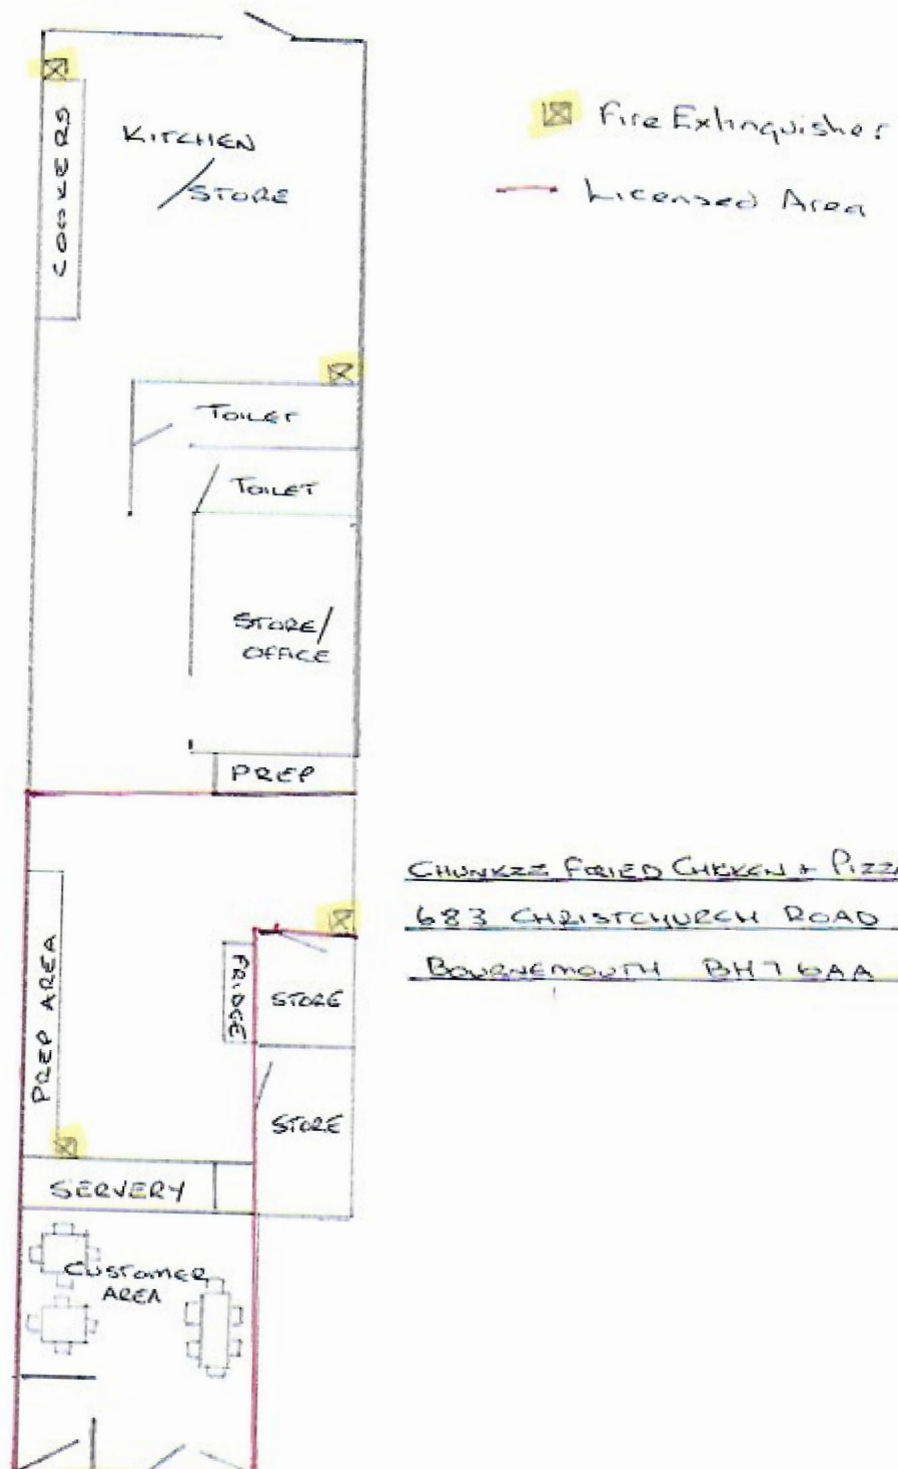 Fire Extinguisher
Licensed Area
COOKERS
KITCHEN
/STORE
TOILET
TOILET
STORE/
OFFICE
PREP
CHUNKZZ FRIED CHICKEN + PIZZA
683 CHRISTCHURCH ROAD
BOURNEMOUTH BH7 6AA
PREP AREA
FRIDGE
STORE
STORE
SERVERY
CUSTOMER
AREA